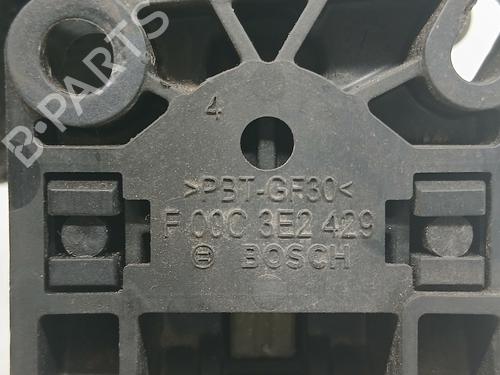 B-PARTS
4
>PBT-GF30<
F 00C 3E2 429
BOSCH